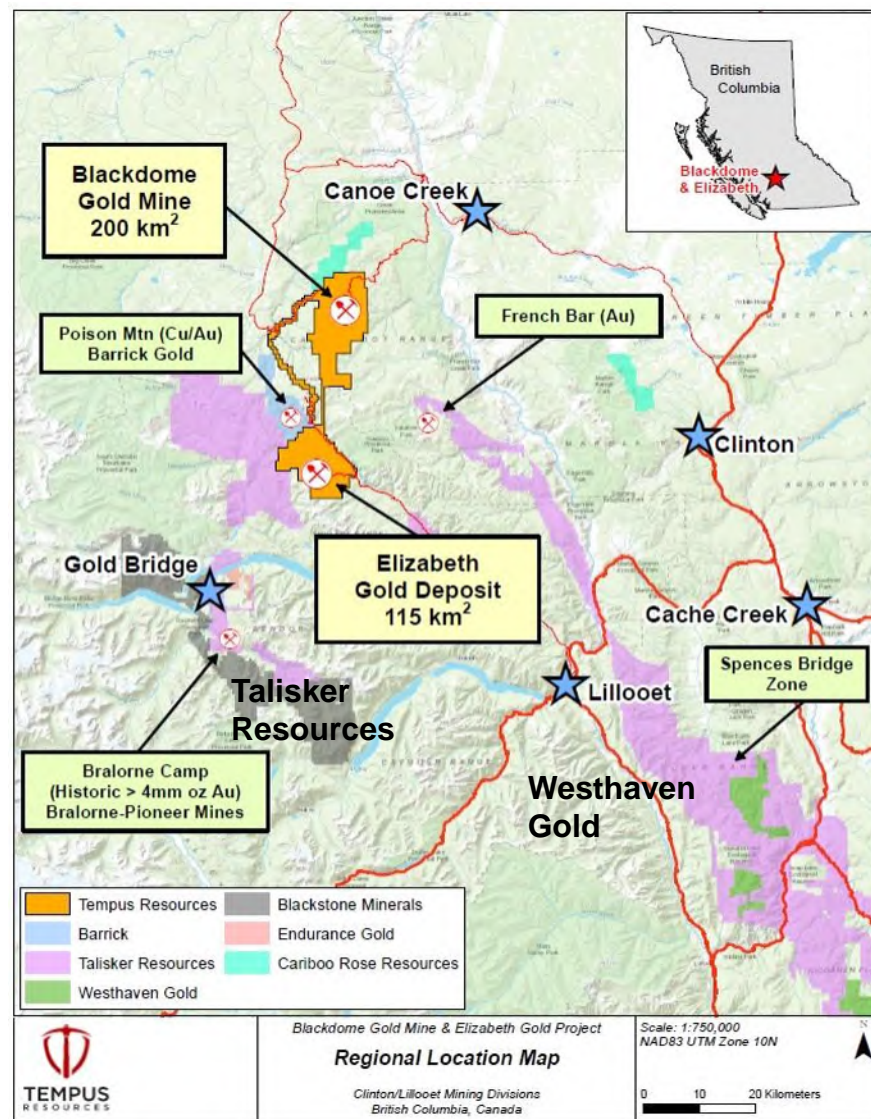 British
Columbia
Blackdome
& Elizabeth
Blackdome
Gold Mine
200 km²
Canoe Creek
Poison Mtn (Cu/Au)
Barrick Gold
French Bar (Au)
Clinton
Gold Bridge
Elizabeth
Gold Deposit
115 km²
Cache Creek
Spences Bridge
Zone
Lillooet
Talisker
Resources
Bralorne Camp
(Historic > 4mm oz Au)
Bralorne-Pioneer Mines
Westhaven
Gold
Tempus Resources
Barrick
Talisker Resources
Westhaven Gold
Blackstone Minerals
Endurance Gold
Cariboo Rose Resources
TEMPUS
RESOURCES
Blackdome Gold Mine & Elizabeth Gold Project
Regional Location Map
Clinton/Lillooet Mining Divisions
British Columbia, Canada
Scale: 1:750,000
NAD83 UTM Zone 10N
N
0 10 20 Kilometers